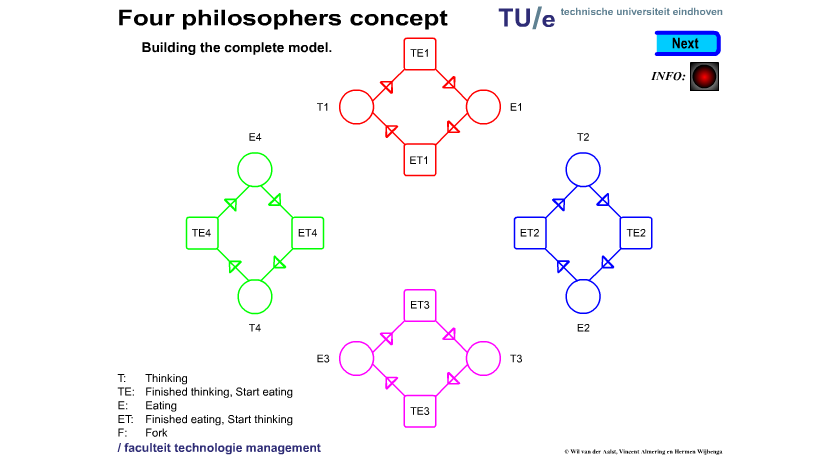 Four philosophers concept
TU/e technische universiteit eindhoven
Building the complete model.
Next
INFO:
TE1
T1
E1
ET1
E4
TE4
ET4
T4
T2
ET2
TE2
E2
ET3
E3
T3
TE3
T: Thinking
TE: Finished thinking, Start eating
E: Eating
ET: Finished eating, Start thinking
F: Fork
/ faculteit technologie management
© Wil van der Aalst, Vincent Almering en Hermen Wijbenga